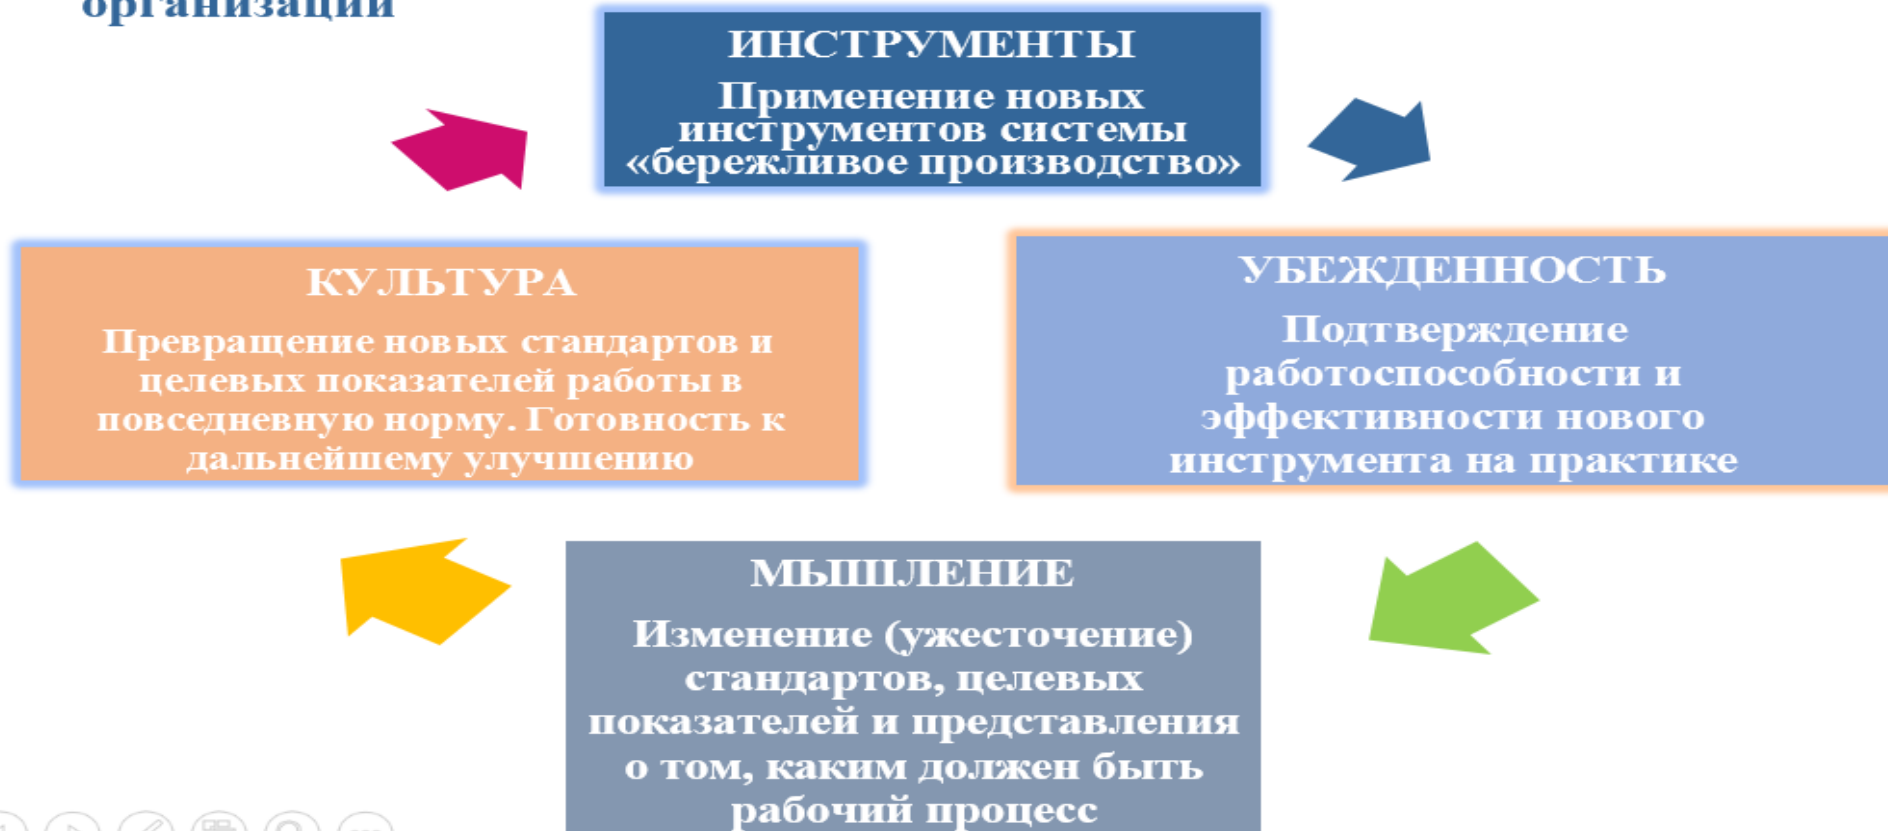 организации
ИНСТРУМЕНТЫ
Применение новых
инструментов системы
«бережливое производство»
КУЛЬТУРА
Превращение новых стандартов и
целевых показателей работы в
повседневную норму. Готовность к
дальнейшему улучшению
УБЕЖДЕННОСТЬ
Подтверждение
работоспособности и
эффективности нового
инструмента на практике
МЫШЛЕНИЕ
Изменение (ужесточение)
стандартов, целевых
показателей и представления
о том, каким должен быть
рабочий процесс